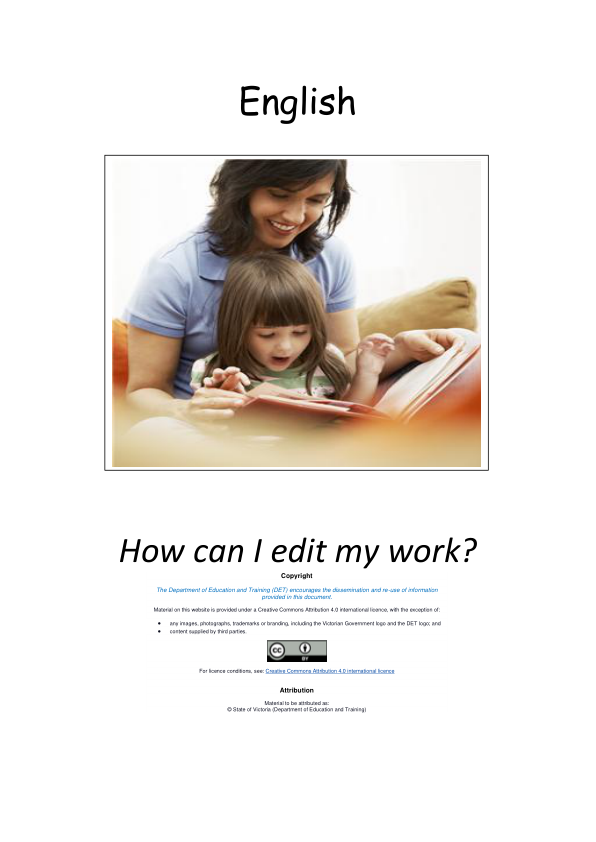 English
How can I edit my work?
Copyright
The Department of Education and Training (DET) encourages the dissemination and re-use of information
provided in this document.
Material on this website is provided under a Creative Commons Attribution 4.0 international licence, with the exception of:
• any images, photographs, trademarks or branding, including the Victorian Government logo and the DET logo; and
• content supplied by third parties.
cc
BY
For licence conditions, see: Creative Commons Attribution 4.0 international licence
Attribution
Material to be attributed as:
© State of Victoria (Department of Education and Training)